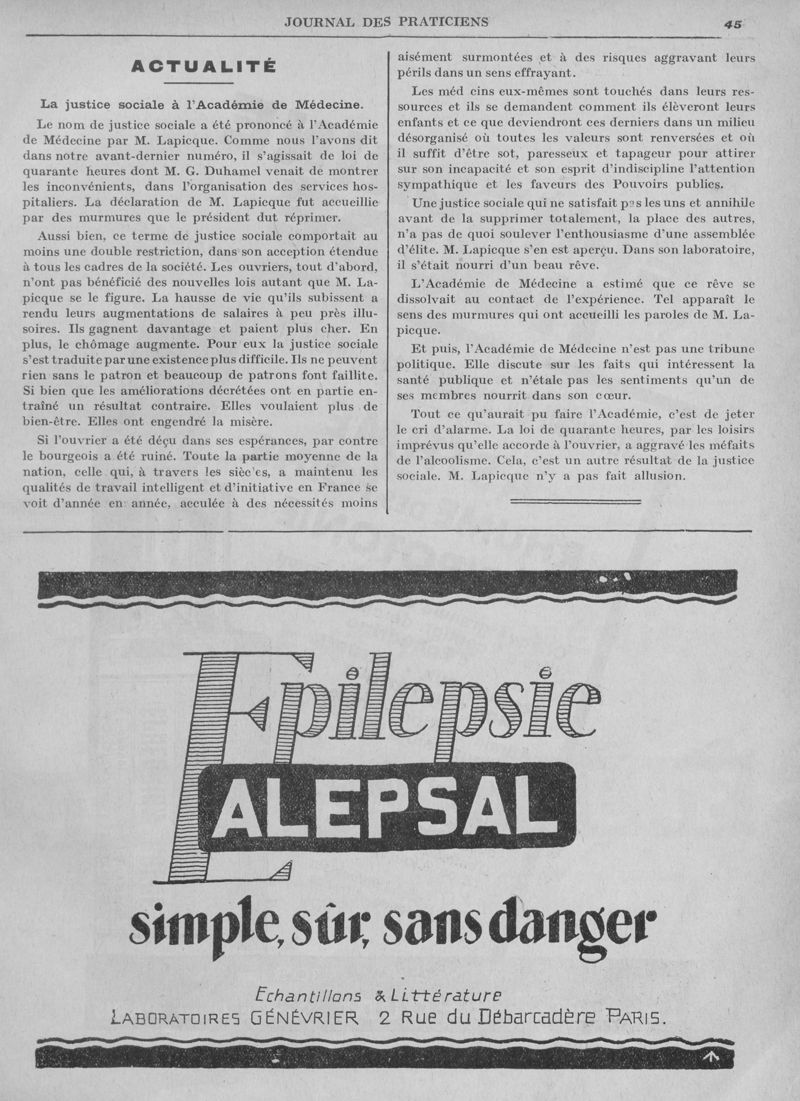 JOURNAL DES PRATICIENS
45
ACTUALITÉ
La justice sociale à l'Académie de Médecine.
Le nom de justice sociale a été prononcé à l'Académie
de Médecine par M. Lapicque. Comme nous l'avons dit
dans notre avant-dernier numéro, il s'agissait de loi de
quarante heures dont M. G. Duhamel venait de montrer
les inconvénients, dans l'organisation des services hos-
pitaliers. La déclaration de M. Lapicque fut accueillie
par des murmures que le président dut réprimer.
Aussi bien, ce terme de justice sociale comportait au
moins une double restriction, dans son acception étendue
à tous les cadres de la société. Les ouvriers, tout d'abord,
n'ont pas bénéficié des nouvelles lois autant que M. La-
picque se le figure. La hausse de vie qu'ils subissent a
rendu leurs augmentations de salaires à peu près illu-
soires. Ils gagnent davantage et paient plus cher. En
plus, le chômage augmente. Pour eux la justice sociale
s'est traduite par une existence plus difficile. Ils ne peuvent
rien sans le patron et beaucoup de patrons font faillite.
Si bien que les améliorations décrétées ont en partie en-
traîné un résultat contraire. Elles voulaient plus de
bien-être. Elles ont engendré la misère.
Si l'ouvrier a été déçu dans ses espérances, par contre
le bourgeois a été ruiné. Toute la partie moyenne de la
nation, celle qui, à travers les sièc'es, a maintenu les
qualités de travail intelligent et d'initiative en France se
voit d'année en année, acculée à des nécessités moins
aisément surmontées et à des risques aggravant leurs
périls dans un sens effrayant.
Les méd cins eux-mêmes sont touchés dans leurs res-
sources et ils se demandent comment ils élèveront leurs
enfants et ce que deviendront ces derniers dans un milieu
désorganisé où toutes les valeurs sont renversées et où
il suffit d'être sot, paresseux et tapageur pour attirer
sur son incapacité et son esprit d'indiscipline l'attention
sympathique et les faveurs des Pouvoirs publics.
Une justice sociale qui ne satisfait pas les uns et annihile
avant de la supprimer totalement, la place des autres,
n'a pas de quoi soulever l'enthousiasme d'une assemblée
d'élite. M. Lapicque s'en est aperçu. Dans son laboratoire,
il s'était nourri d'un beau rêve.
L'Académie de Médecine a estimé que ce rêve se
dissolvait au contact de l'expérience. Tel apparaît le
sens des murmures qui ont accueilli les paroles de M. La-
picque.
Et puis, l'Académie de Médecine n'est pas une tribune
politique. Elle discute sur les faits qui intéressent la
santé publique et n'étale pas les sentiments qu'un de
ses membres nourrit dans son cœur.
Tout ce qu'aurait pu faire l'Académie, c'est de jeter
le cri d'alarme. La loi de quarante heures, par les loisirs
imprévus qu'elle accorde à l'ouvrier, a aggravé les méfaits
de l'alcoolisme. Cela, c'est un autre résultat de la justice
sociale. M. Lapicque n'y a pas fait allusion.
Epilepsie
ALEPSAL
simple, sûr, sans danger
Echantillons & Littérature
LABORATOIRES GÉNÉVRIER 2 Rue du Débarcadère PARIS.